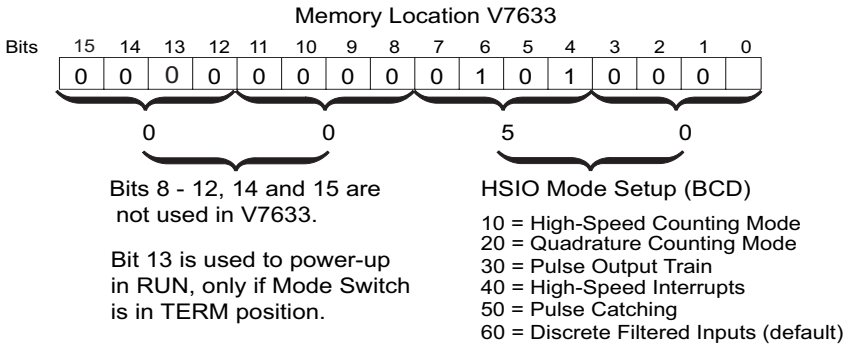 Memory Location V7633
Bits 15 14 13 12 11 10 9 8 7 6 5 4 3 2 1 0
0 0 0 0 0 0 0 0 0 1 0 1 0 0 0
0 0 5 0
Bits 8 - 12, 14 and 15 are
not used in V7633.
Bit 13 is used to power-up
in RUN, only if Mode Switch
is in TERM position.
HSIO Mode Setup (BCD)
10 = High-Speed Counting Mode
20 = Quadrature Counting Mode
30 = Pulse Output Train
40 = High-Speed Interrupts
50 = Pulse Catching
60 = Discrete Filtered Inputs (default)